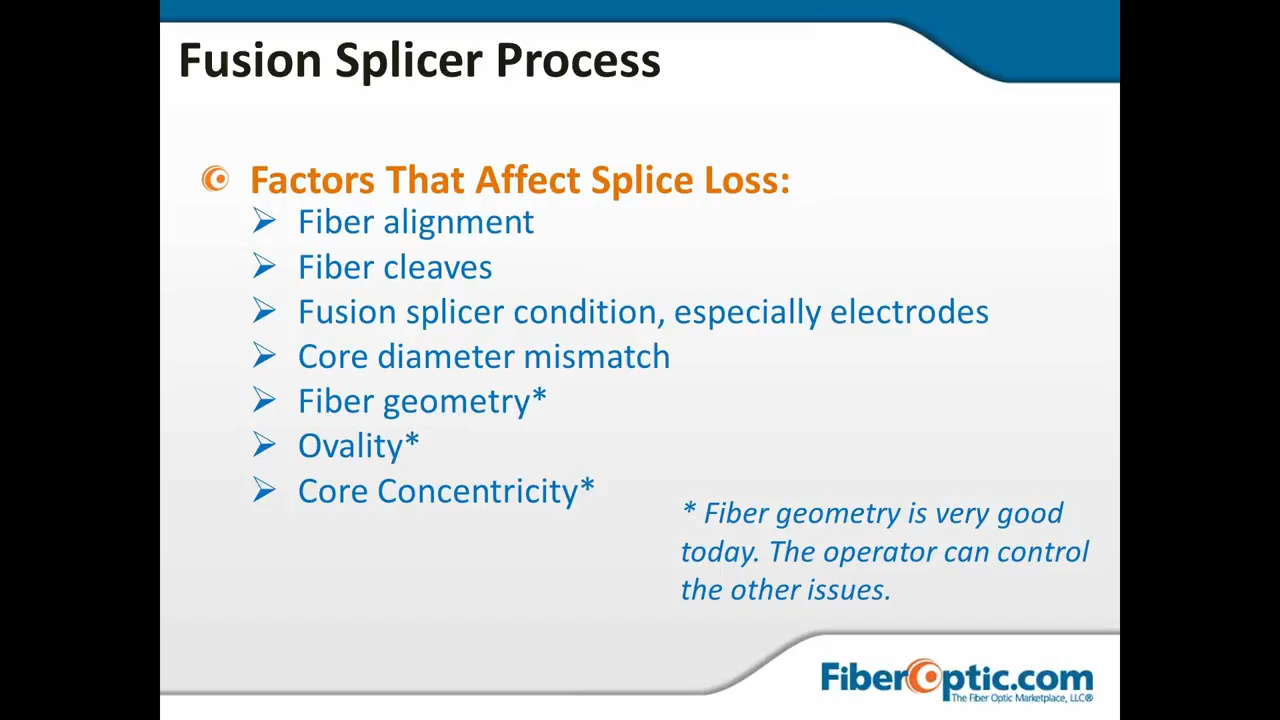 Fusion Splicer Process
Factors That Affect Splice Loss:
Fiber alignment
Fiber cleaves
Fusion splicer condition, especially electrodes
Core diameter mismatch
Fiber geometry*
Ovality*
Core Concentricity*
* Fiber geometry is very good
today. The operator can control
the other issues.
FiberOptic.com
The Fiber Optic Marketplace, LLC®